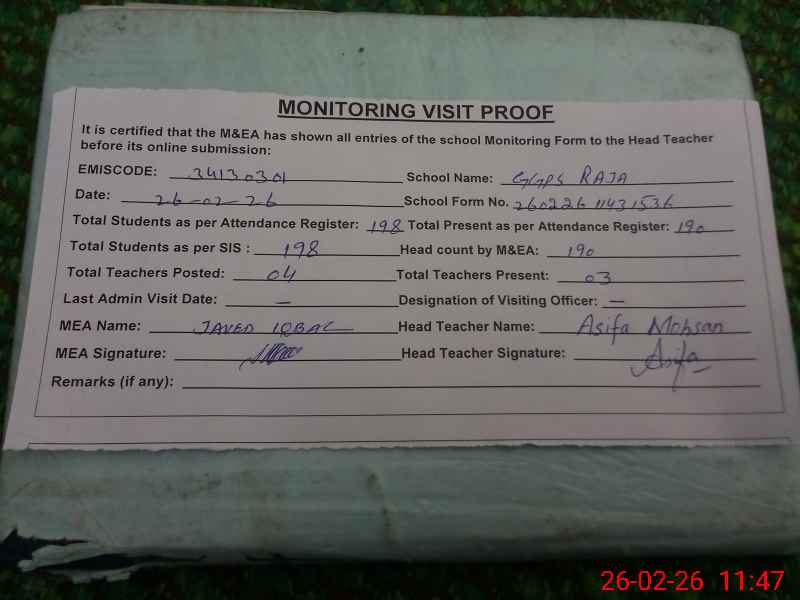 MONITORING VISIT PROOF
It is certified that the M&EA has shown all entries of the school Monitoring Form to the Head Teacher
before its online submission:
EMISCODE: 34130301 School Name: GGPS RAJA
Date: 26-02-26 School Form No. 260226 11431536
Total Students as per Attendance Register: 198 Total Present as per Attendance Register: 190
Total Students as per SIS : 198 Head count by M&EA: 190
Total Teachers Posted: 04 Total Teachers Present: 03
Last Admin Visit Date: — Designation of Visiting Officer: —
MEA Name: JAVED IQBAL Head Teacher Name: Asifa Mohsan
MEA Signature: Head Teacher Signature: Asifa
Remarks (if any):
26-02-26 11:47